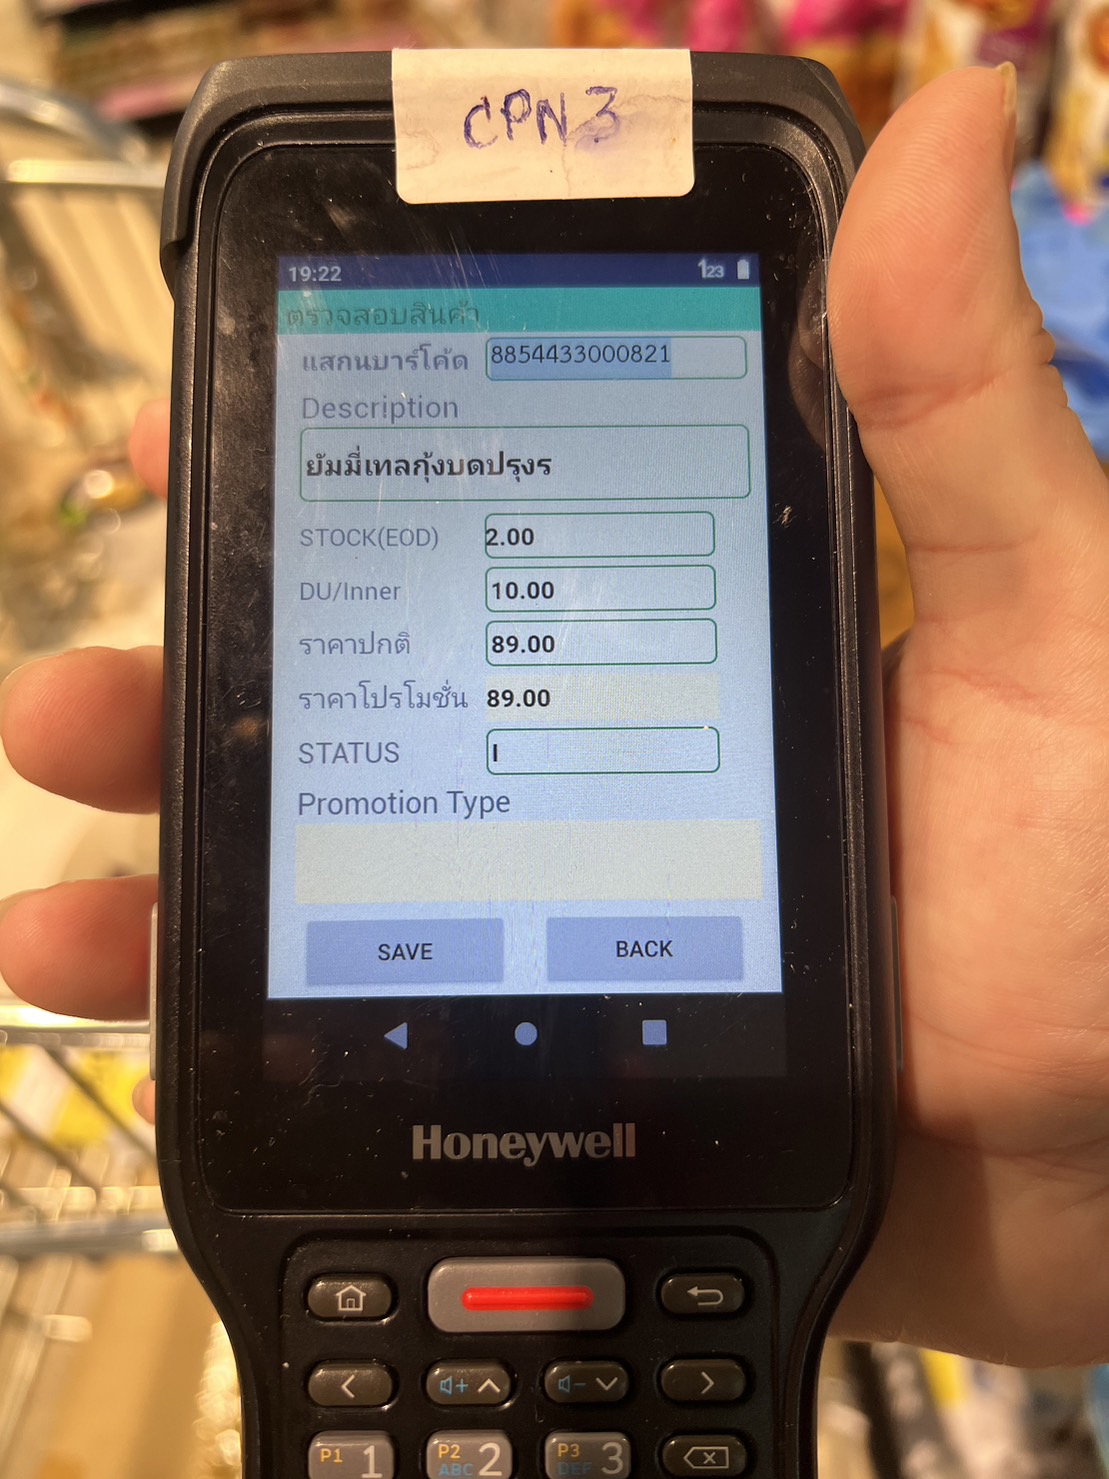 CPN 3
19:22
123
ตรวจสอบสินค้า
แสกนบาร์โค้ด 8854433000821
Description
ยัมมี่เทลกุ้งบดปรุงร
STOCK(EOD) 2.00
DU/Inner 10.00
ราคาปกติ 89.00
ราคาโปรโมชั่น 89.00
STATUS I
Promotion Type
SAVE BACK
Honeywell
P1 1 P2 ABC 2 P3 DEF 3